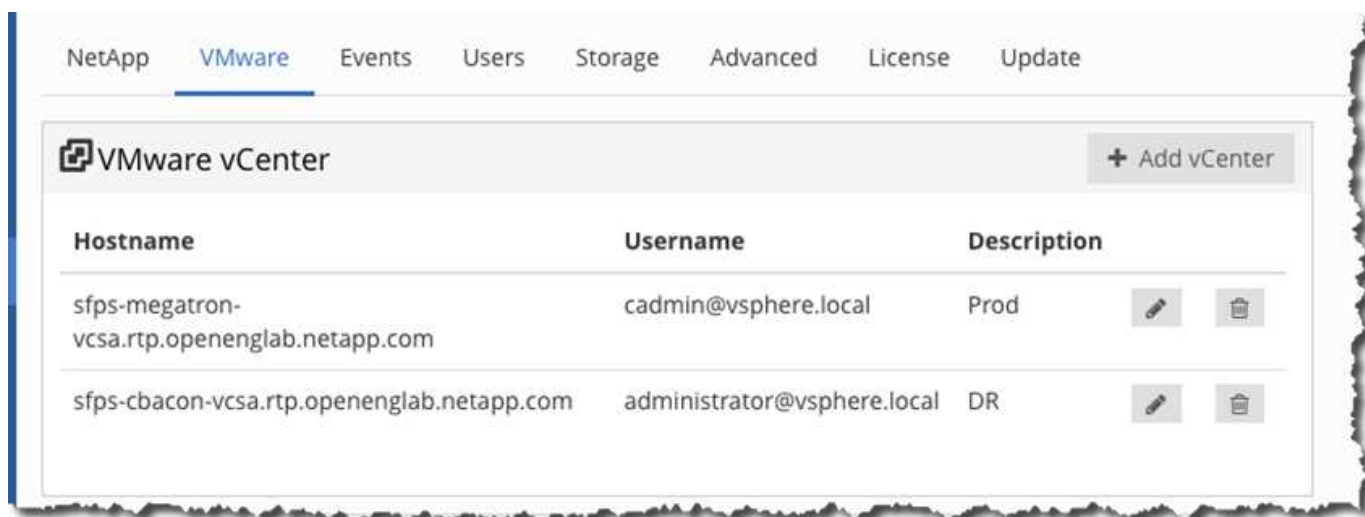 NetApp VMware Events Users Storage Advanced License Update
VMware vCenter + Add vCenter
Hostname Username Description
sfps-megatron- cadmin@vsphere.local Prod
vcsa.rtp.openenglab.netapp.com
sfps-cbacon-vcsa.rtp.openenglab.netapp.com administrator@vsphere.local DR